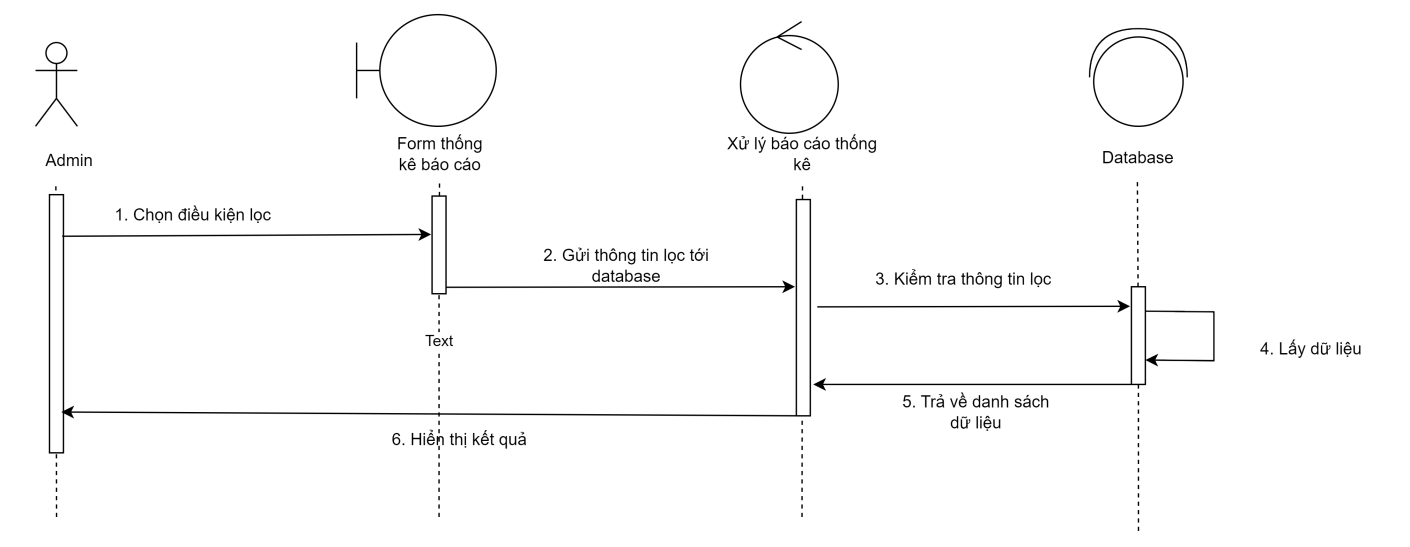 Admin
Form thống
kê báo cáo
Xử lý báo cáo thống
kê
Database
1. Chọn điều kiện lọc
2. Gửi thông tin lọc tới
database
3. Kiểm tra thông tin lọc
Text
4. Lấy dữ liệu
5. Trả về danh sách
dữ liệu
6. Hiển thị kết quả